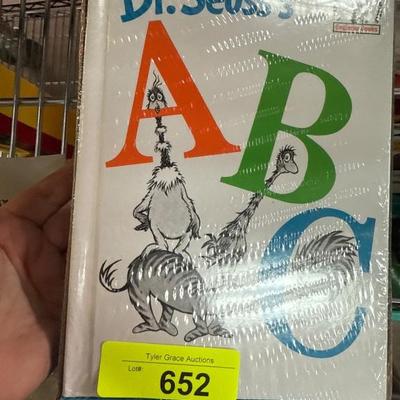 Dr. Seuss's
A
B
C
Tyler Grace Auctions
Lot#:
652